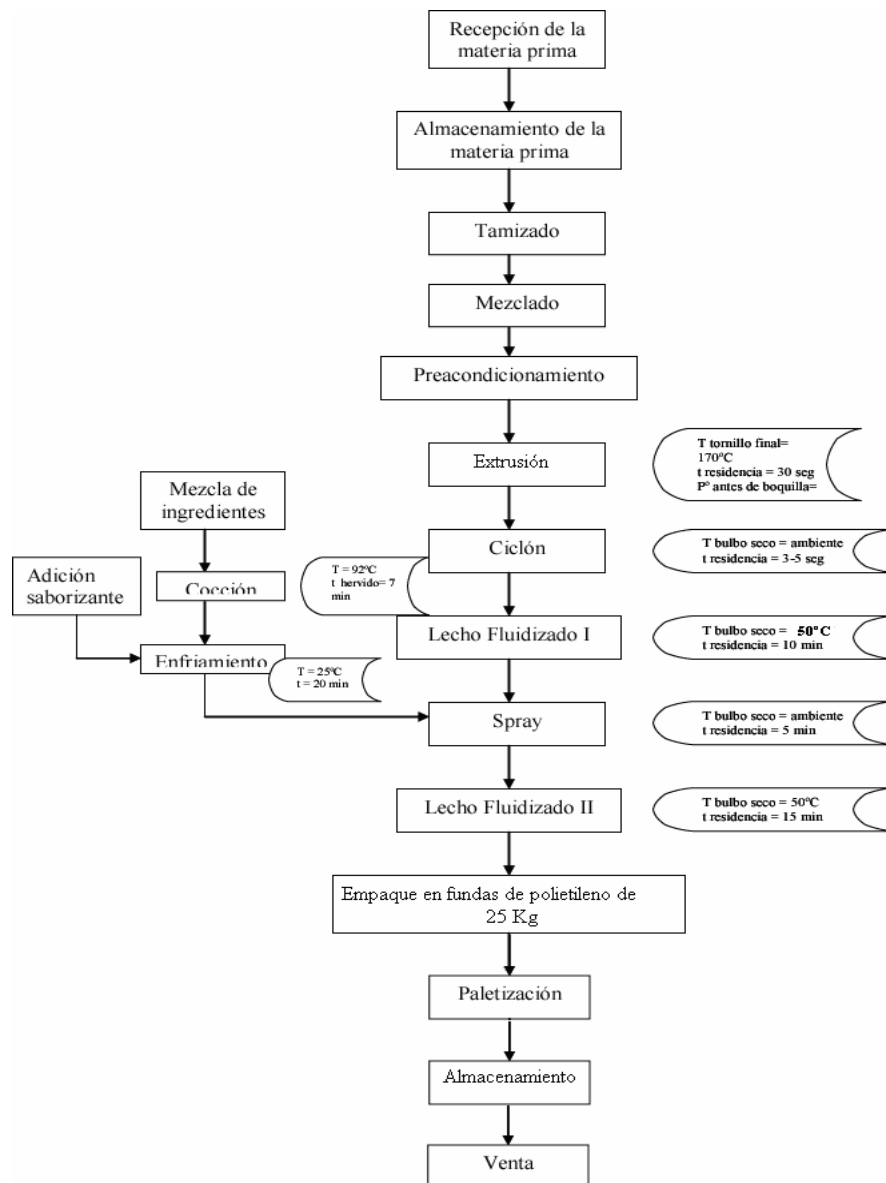 Recepción de la
materia prima
Almacenamiento de la
materia prima
Tamizado
Mezclado
Preacondicionamiento
Extrusión
T tornillo final=
170ºC
t residencia = 30 seg
Pº antes de boquilla=
Mezcla de
ingredientes
Ciclón
T bulbo seco = ambiente
t residencia = 3-5 seg
Adición
saborizante
Cocción
T = 92ºC
t hervido= 7
min
Lecho Fluidizado I
T bulbo seco = 50ºC
t residencia = 10 min
Enfriamiento
T = 25ºC
t = 20 min
Spray
T bulbo seco = ambiente
t residencia = 5 min
Lecho Fluidizado II
T bulbo seco = 50ºC
t residencia = 15 min
Empaque en fundas de polietileno de
25 Kg
Paletización
Almacenamiento
Venta